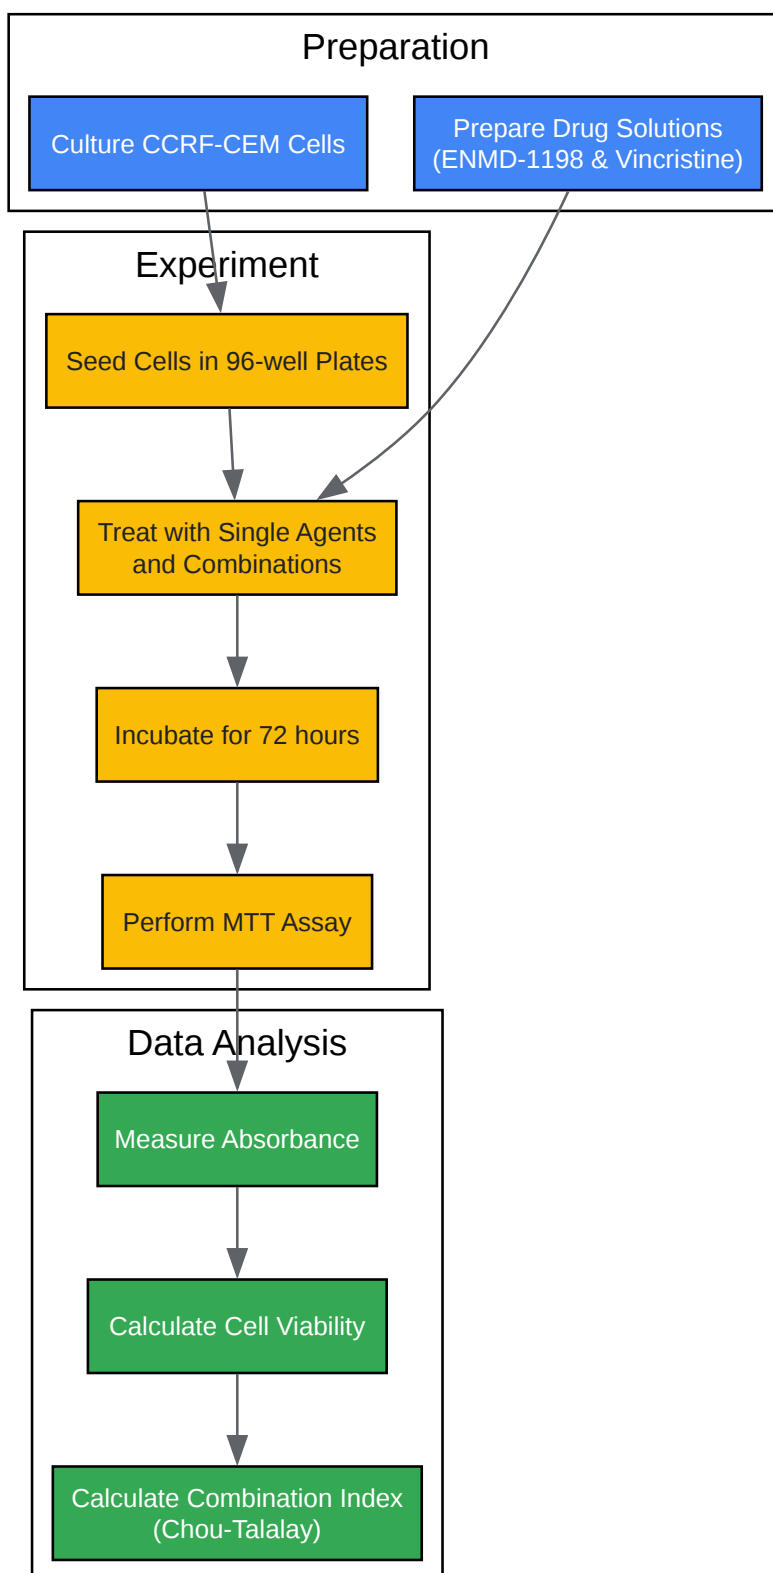 Preparation
Culture CCRF-CEM Cells
Prepare Drug Solutions
(ENMD-1198 & Vincristine)
Experiment
Seed Cells in 96-well Plates
Treat with Single Agents
and Combinations
Incubate for 72 hours
Perform MTT Assay
Data Analysis
Measure Absorbance
Calculate Cell Viability
Calculate Combination Index
(Chou-Talalay)